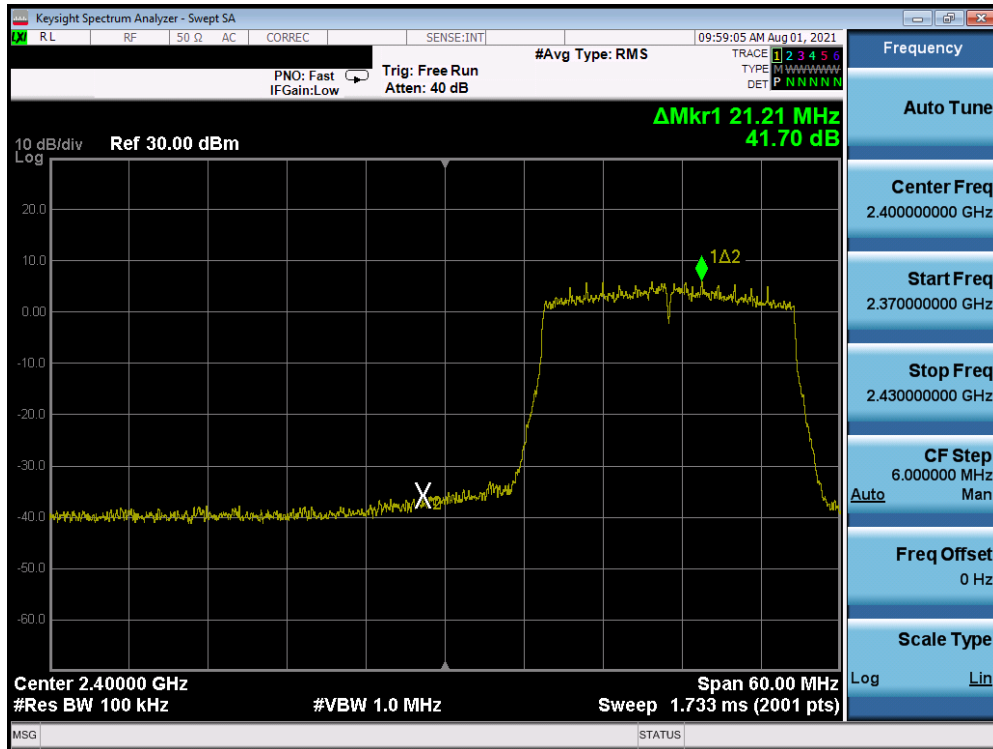 Keysight Spectrum Analyzer - Swept SA
LXI RL RF 50 Ω AC CORREC SENSE:INT 09:59:05 AM Aug 01, 2021
#Avg Type: RMS
TRACE 1 2 3 4 5 6
TYPE M W W W W W
DET P N N N N N
PNO: Fast
IFGain:Low
Trig: Free Run
Atten: 40 dB
ΔMkr1 21.21 MHz
41.70 dB
10 dB/div
Log
Ref 30.00 dBm
20.0
10.0
0.00
-10.0
-20.0
-30.0
-40.0
-50.0
-60.0
1Δ2
X2
Center 2.40000 GHz
Span 60.00 MHz
#Res BW 100 kHz
#VBW 1.0 MHz
Sweep 1.733 ms (2001 pts)
MSG
STATUS
Frequency
Auto Tune
Center Freq
2.400000000 GHz
Start Freq
2.370000000 GHz
Stop Freq
2.430000000 GHz
CF Step
6.000000 MHz
Auto Man
Freq Offset
0 Hz
Scale Type
Log Lin